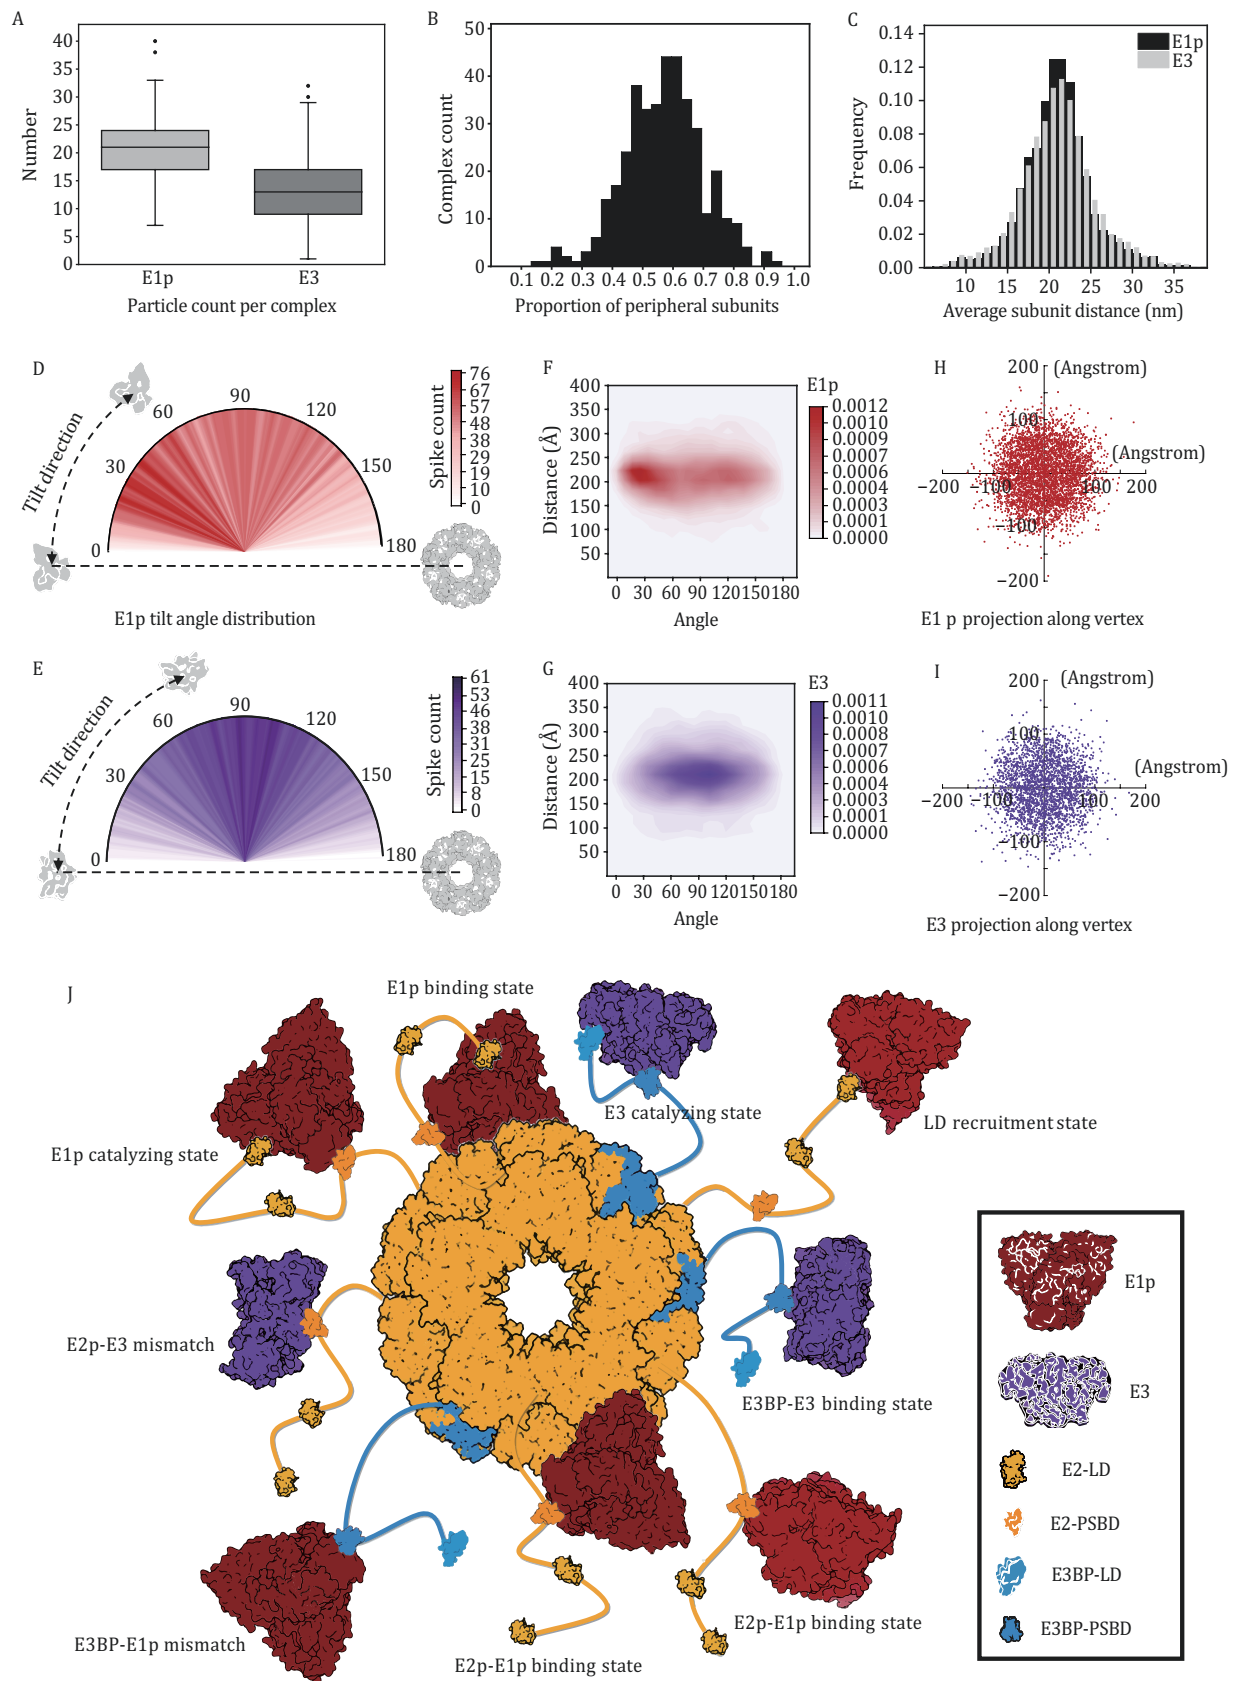 A
Number
40
35
30
25
20
15
10
5
0
E1p
E3
Particle count per complex
B
Complex count
50
40
30
20
10
0
0.1 0.2 0.3 0.4 0.5 0.6 0.7 0.8 0.9 1.0
Proportion of peripheral subunits
C
Frequency
0.14
0.12
0.10
0.08
0.06
0.04
0.02
0.00
E1p
E3
10 15 20 25 30 35
Average subunit distance (nm)
D
Tilt direction
0
30
60
90
120
150
180
Spike count
76
67
57
48
38
29
19
10
0
E1p tilt angle distribution
F
Distance (Å)
400
350
300
250
200
150
100
50
0 30 60 90 120 150 180
Angle
E1p
0.0012
0.0010
0.0009
0.0007
0.0006
0.0004
0.0003
0.0001
0.0000
H
200 (Angstrom)
100
(Angstrom)
−200 −100 100 200
−100
−200
E1 p projection along vertex
E
Tilt direction
0
30
60
90
120
150
180
Spike count
61
53
46
38
31
25
15
8
0
G
Distance (Å)
400
350
300
250
200
150
100
50
0 30 60 90 120 150 180
Angle
E3
0.0011
0.0010
0.0008
0.0007
0.0006
0.0004
0.0003
0.0001
0.0000
I
200 (Angstrom)
100
(Angstrom)
−200 −100 100 200
−100
−200
E3 projection along vertex
J
E1p binding state
E3 catalyzing state
LD recruitment state
E1p catalyzing state
E2p-E3 mismatch
E3BP-E3 binding state
E3BP-E1p mismatch
E2p-E1p binding state
E2p-E1p binding state
E1p
E3
E2-LD
E2-PSBD
E3BP-LD
E3BP-PSBD